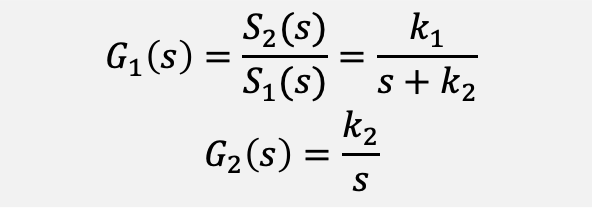 G₁(s) = S₂(s)/S₁(s) = k₁/(s + k₂)
G₂(s) = k₂/s